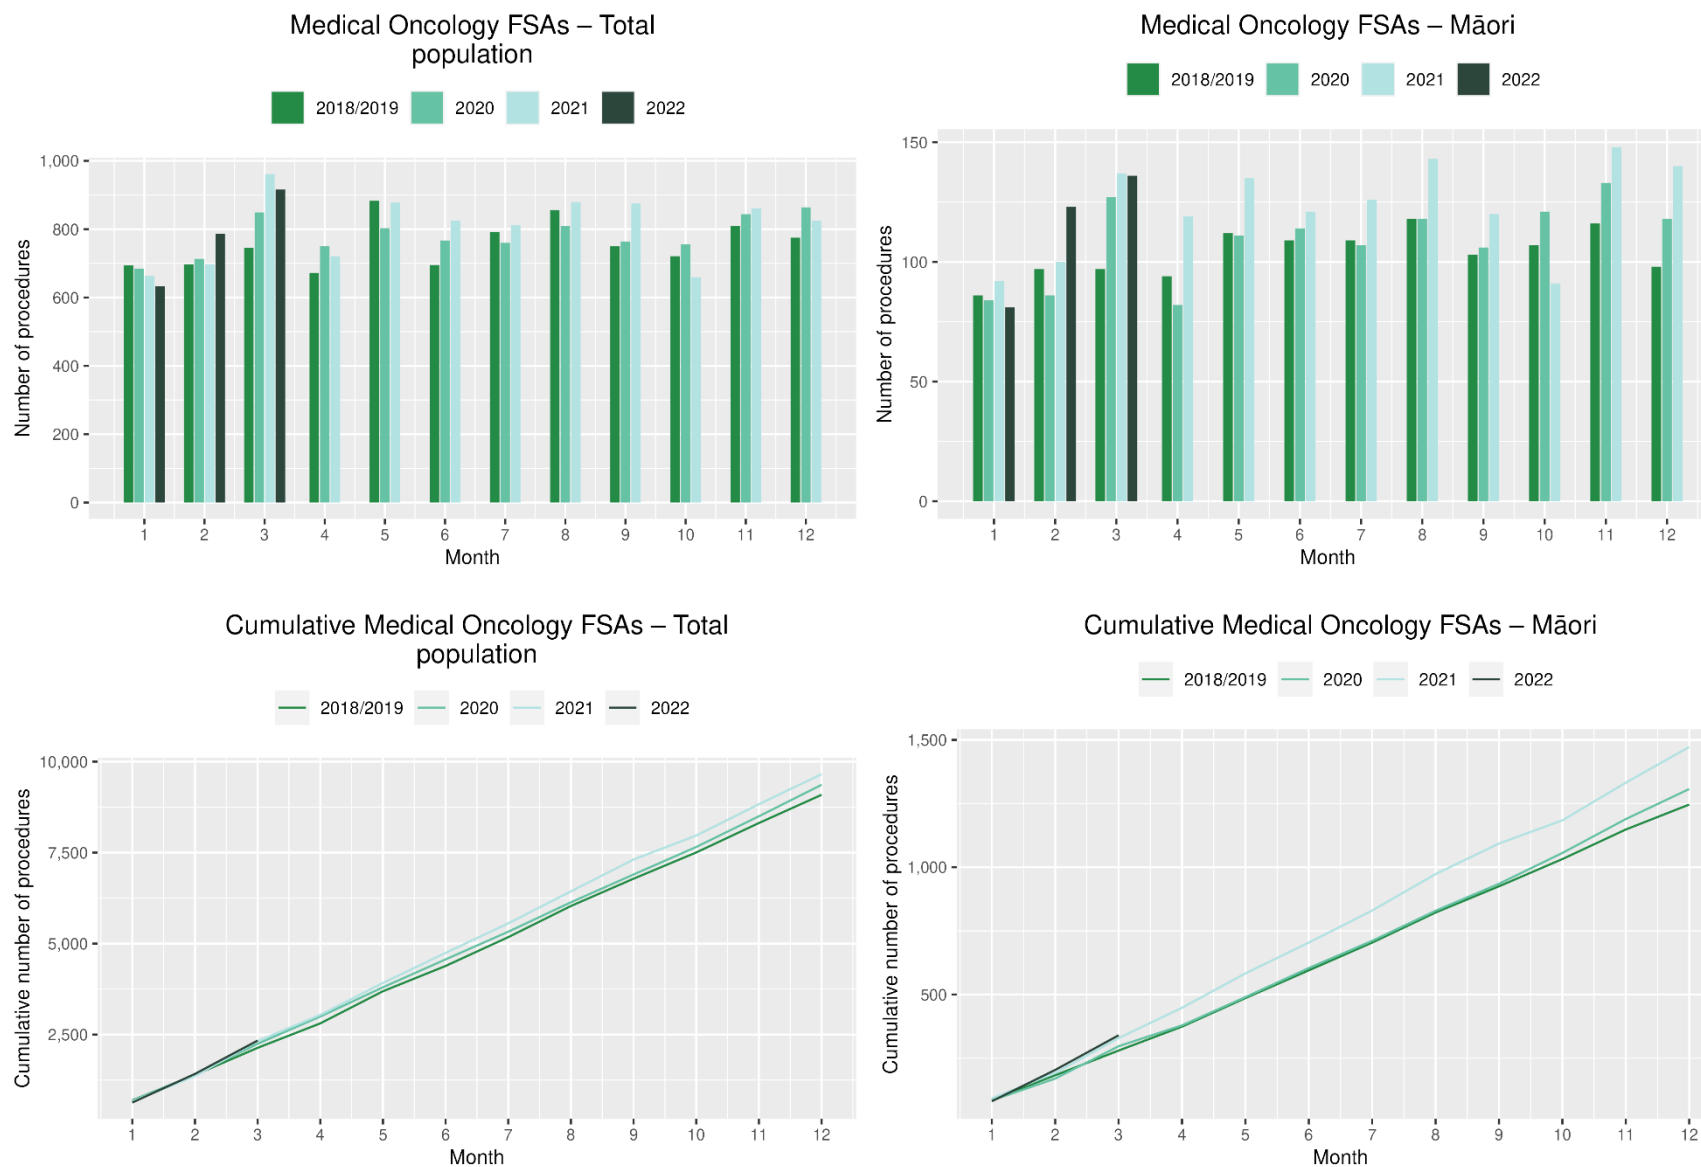 Medical Oncology FSAs – Total
population
2018/2019 2020 2021 2022
1,000
800
600
400
200
0
Number of procedures
1 2 3 4 5 6 7 8 9 10 11 12
Month
Medical Oncology FSAs – Māori
2018/2019 2020 2021 2022
150
100
50
0
Number of procedures
1 2 3 4 5 6 7 8 9 10 11 12
Month
Cumulative Medical Oncology FSAs – Total
population
2018/2019 2020 2021 2022
10,000
7,500
5,000
2,500
Cumulative number of procedures
1 2 3 4 5 6 7 8 9 10 11 12
Month
Cumulative Medical Oncology FSAs – Māori
2018/2019 2020 2021 2022
1,500
1,000
500
Cumulative number of procedures
1 2 3 4 5 6 7 8 9 10 11 12
Month